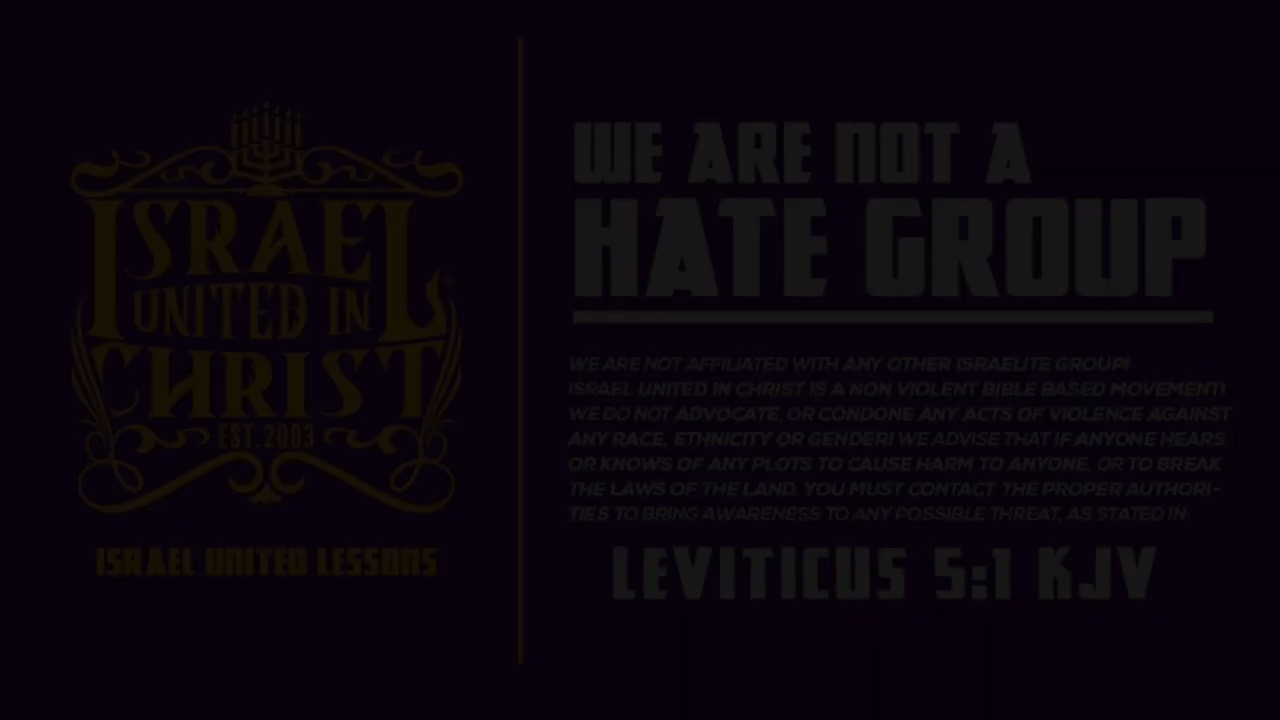 ISRAEL
UNITED IN
CHRIST
EST. 2003
ISRAEL UNITED LESSONS
WE ARE NOT A
HATE GROUP
WE ARE NOT AFFILIATED WITH ANY OTHER ISRAELITE GROUP!
ISRAEL UNITED IN CHRIST IS A NON VIOLENT BIBLE BASED MOVEMENT!
WE DO NOT ADVOCATE, OR CONDONE ANY ACTS OF VIOLENCE AGAINST
ANY RACE, ETHNICITY OR GENDER! WE ADVISE THAT IF ANYONE HEARS
OR KNOWS OF ANY PLOTS TO CAUSE HARM TO ANYONE, OR TO BREAK
THE LAWS OF THE LAND. YOU MUST CONTACT THE PROPER AUTHORI-
TIES TO BRING AWARENESS TO ANY POSSIBLE THREAT, AS STATED IN:
LEVITICUS 5:1 KJV